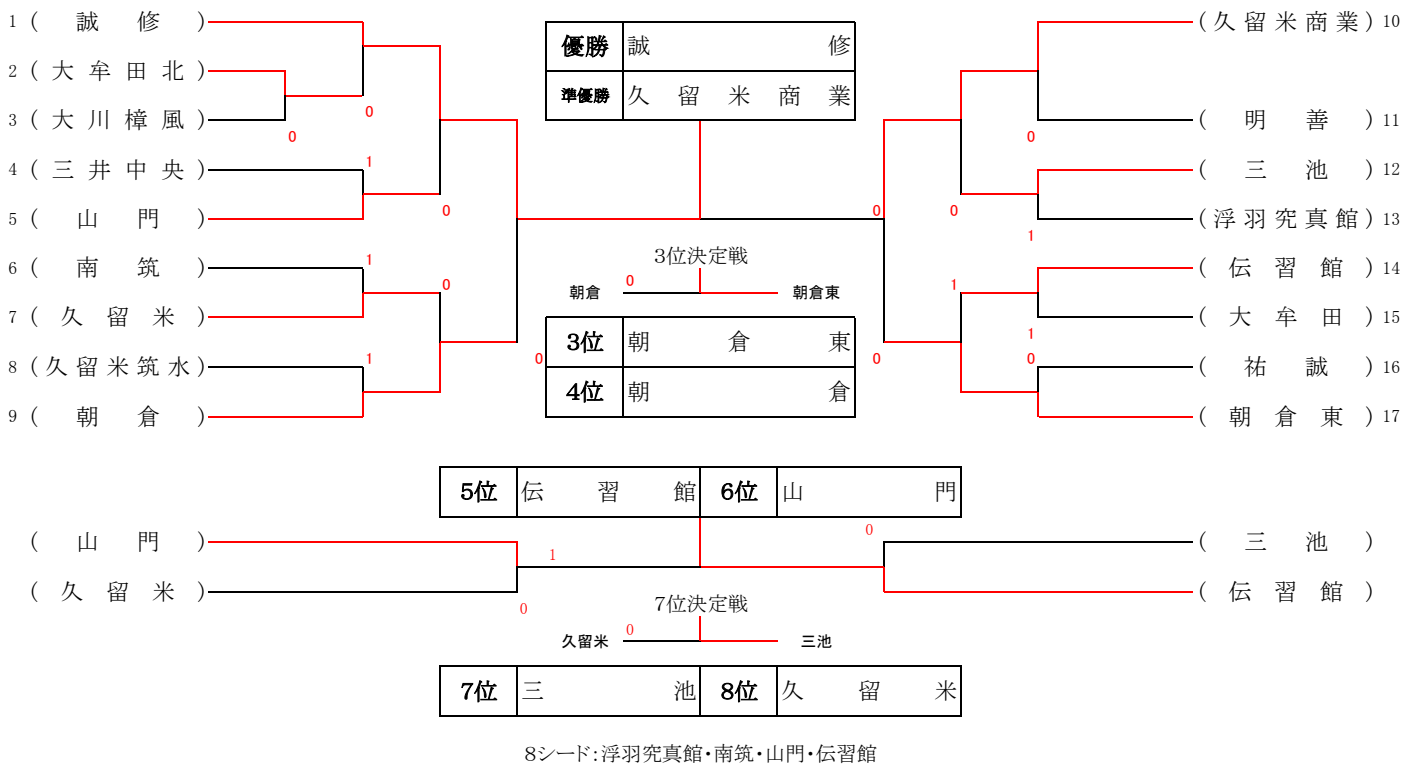 1 ( 誠 修 )
2 ( 大 牟 田 北 )
3 ( 大 川 樟 風 )
4 ( 三 井 中 央 )
5 ( 山 門 )
6 ( 南 筑 )
7 ( 久 留 米 )
8 ( 久 留 米 筑 水 )
9 ( 朝 倉 )
0
0
1
0
1
0
1
0
優勝 誠 修
準優勝 久 留 米 商 業
3位決定戦
朝倉 0 朝倉東
3位 朝 倉 東
4位 朝 倉
( 久 留 米 商 業 ) 10
( 明 善 ) 11
( 三 池 ) 12
( 浮 羽 究 真 館 ) 13
( 伝 習 館 ) 14
( 大 牟 田 ) 15
( 祐 誠 ) 16
( 朝 倉 東 ) 17
0
0
0
1
1
1
0
0
5位 伝 習 館 6位 山 門
( 山 門 )
( 久 留 米 )
1
0
0
( 三 池 )
( 伝 習 館 )
7位決定戦
久留米 0 三池
7位 三 池 8位 久 留 米
8シード:浮羽究真館・南筑・山門・伝習館